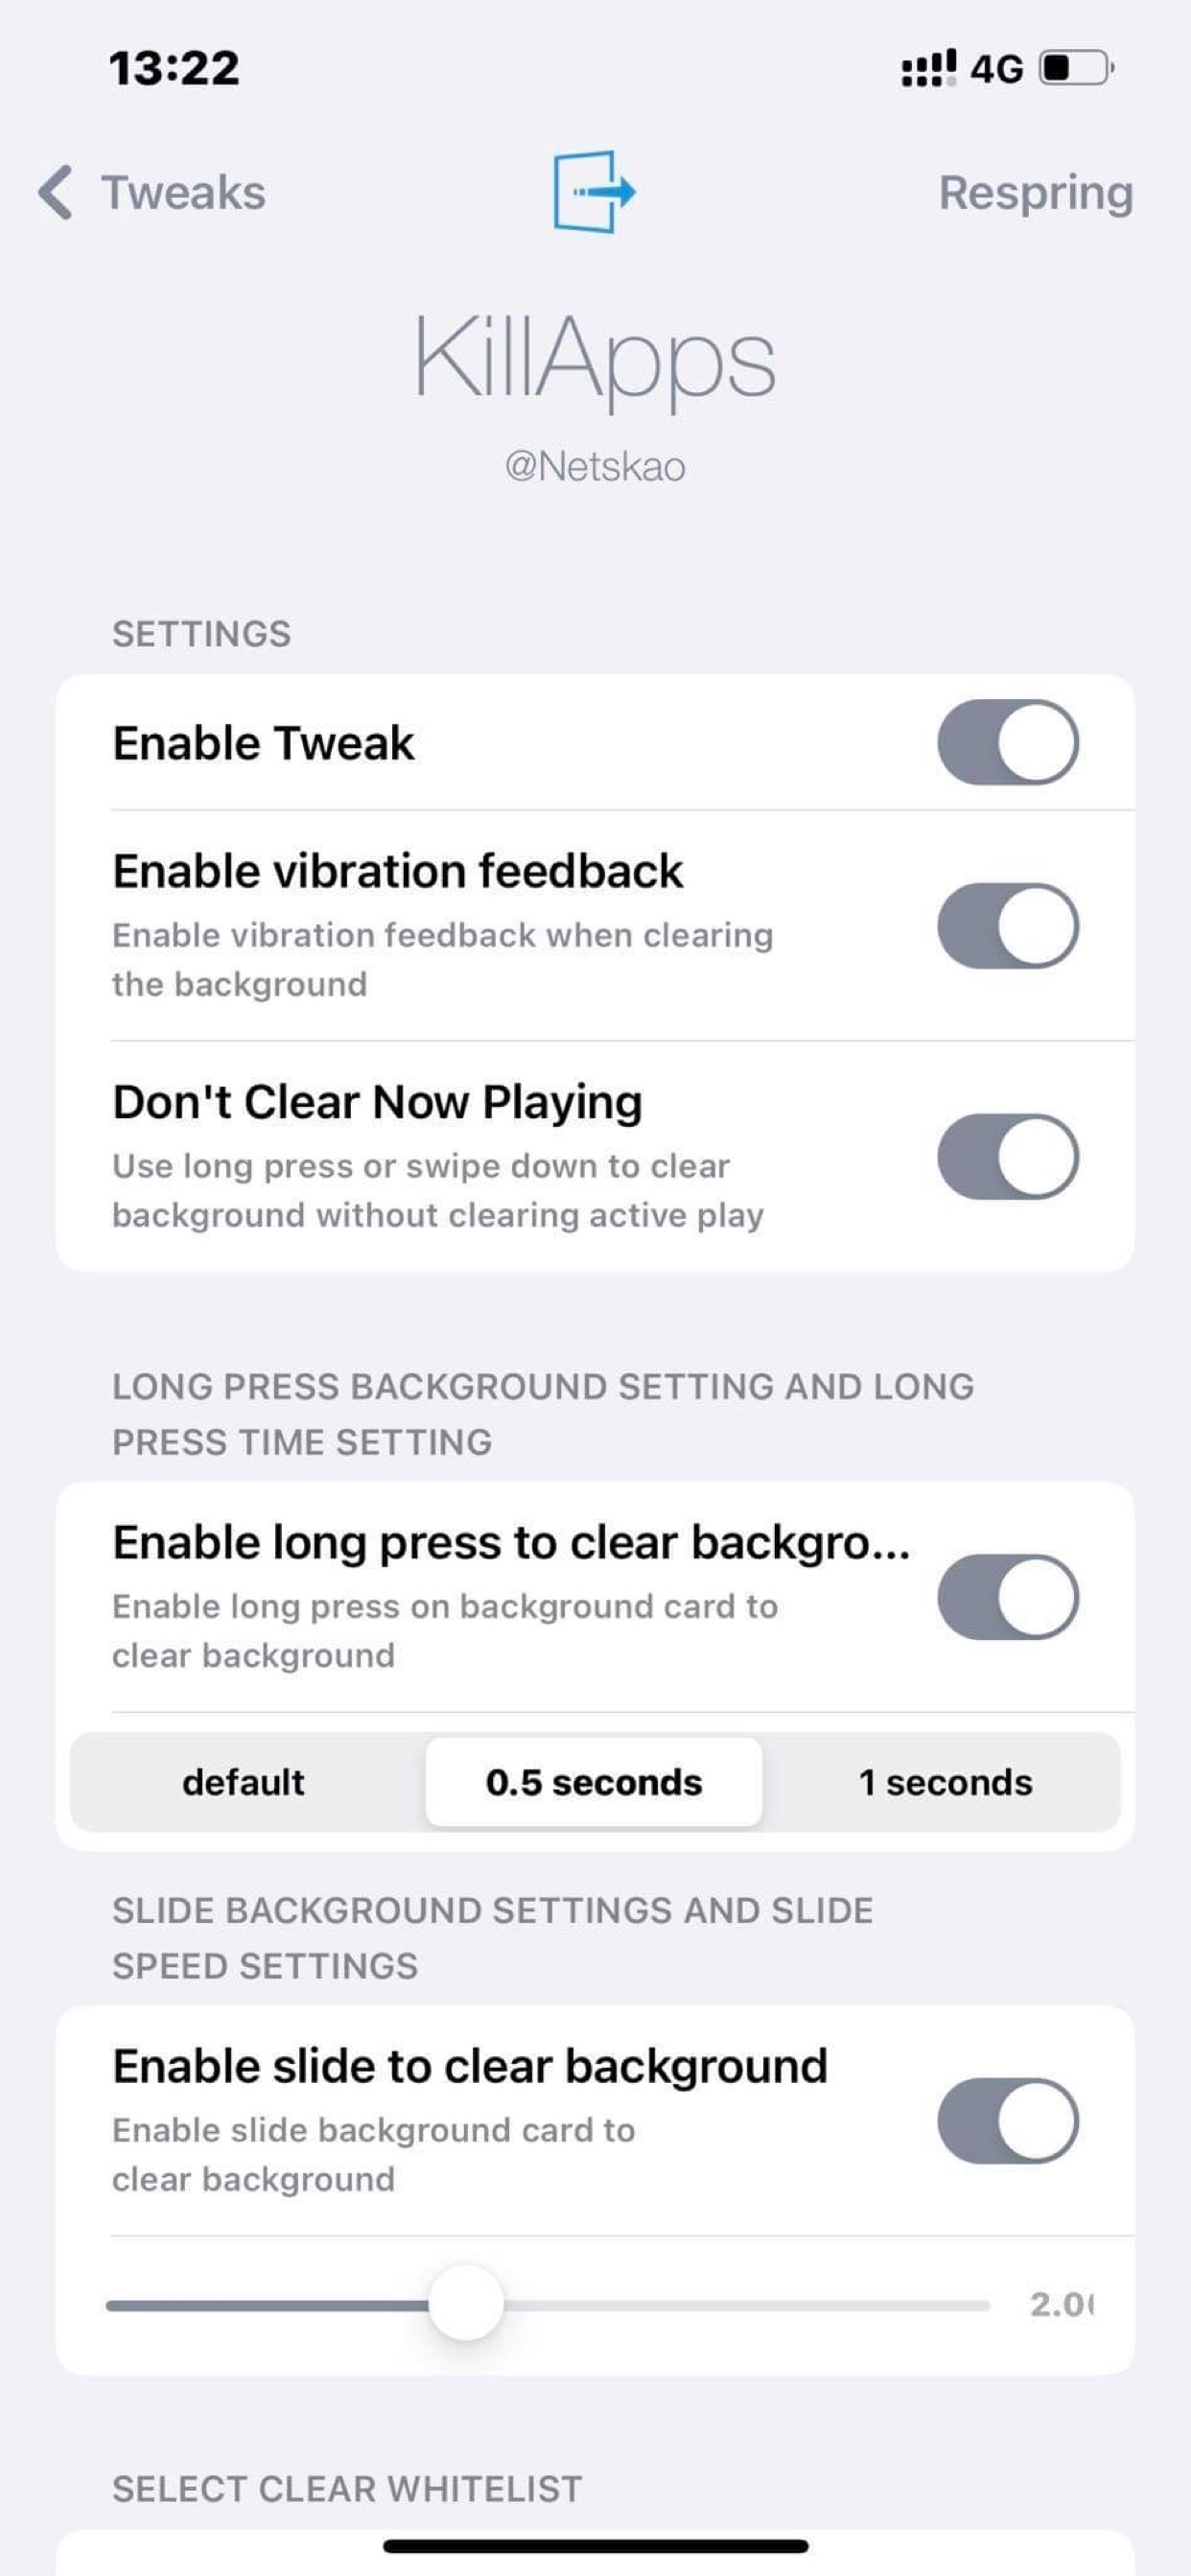 13:22
4G
Tweaks
Respring
KillApps
@Netskao
SETTINGS
Enable Tweak
Enable vibration feedback
Enable vibration feedback when clearing
the background
Don't Clear Now Playing
Use long press or swipe down to clear
background without clearing active play
LONG PRESS BACKGROUND SETTING AND LONG
PRESS TIME SETTING
Enable long press to clear backgro...
Enable long press on background card to
clear background
default
0.5 seconds
1 seconds
SLIDE BACKGROUND SETTINGS AND SLIDE
SPEED SETTINGS
Enable slide to clear background
Enable slide background card to
clear background
2.0
SELECT CLEAR WHITELIST